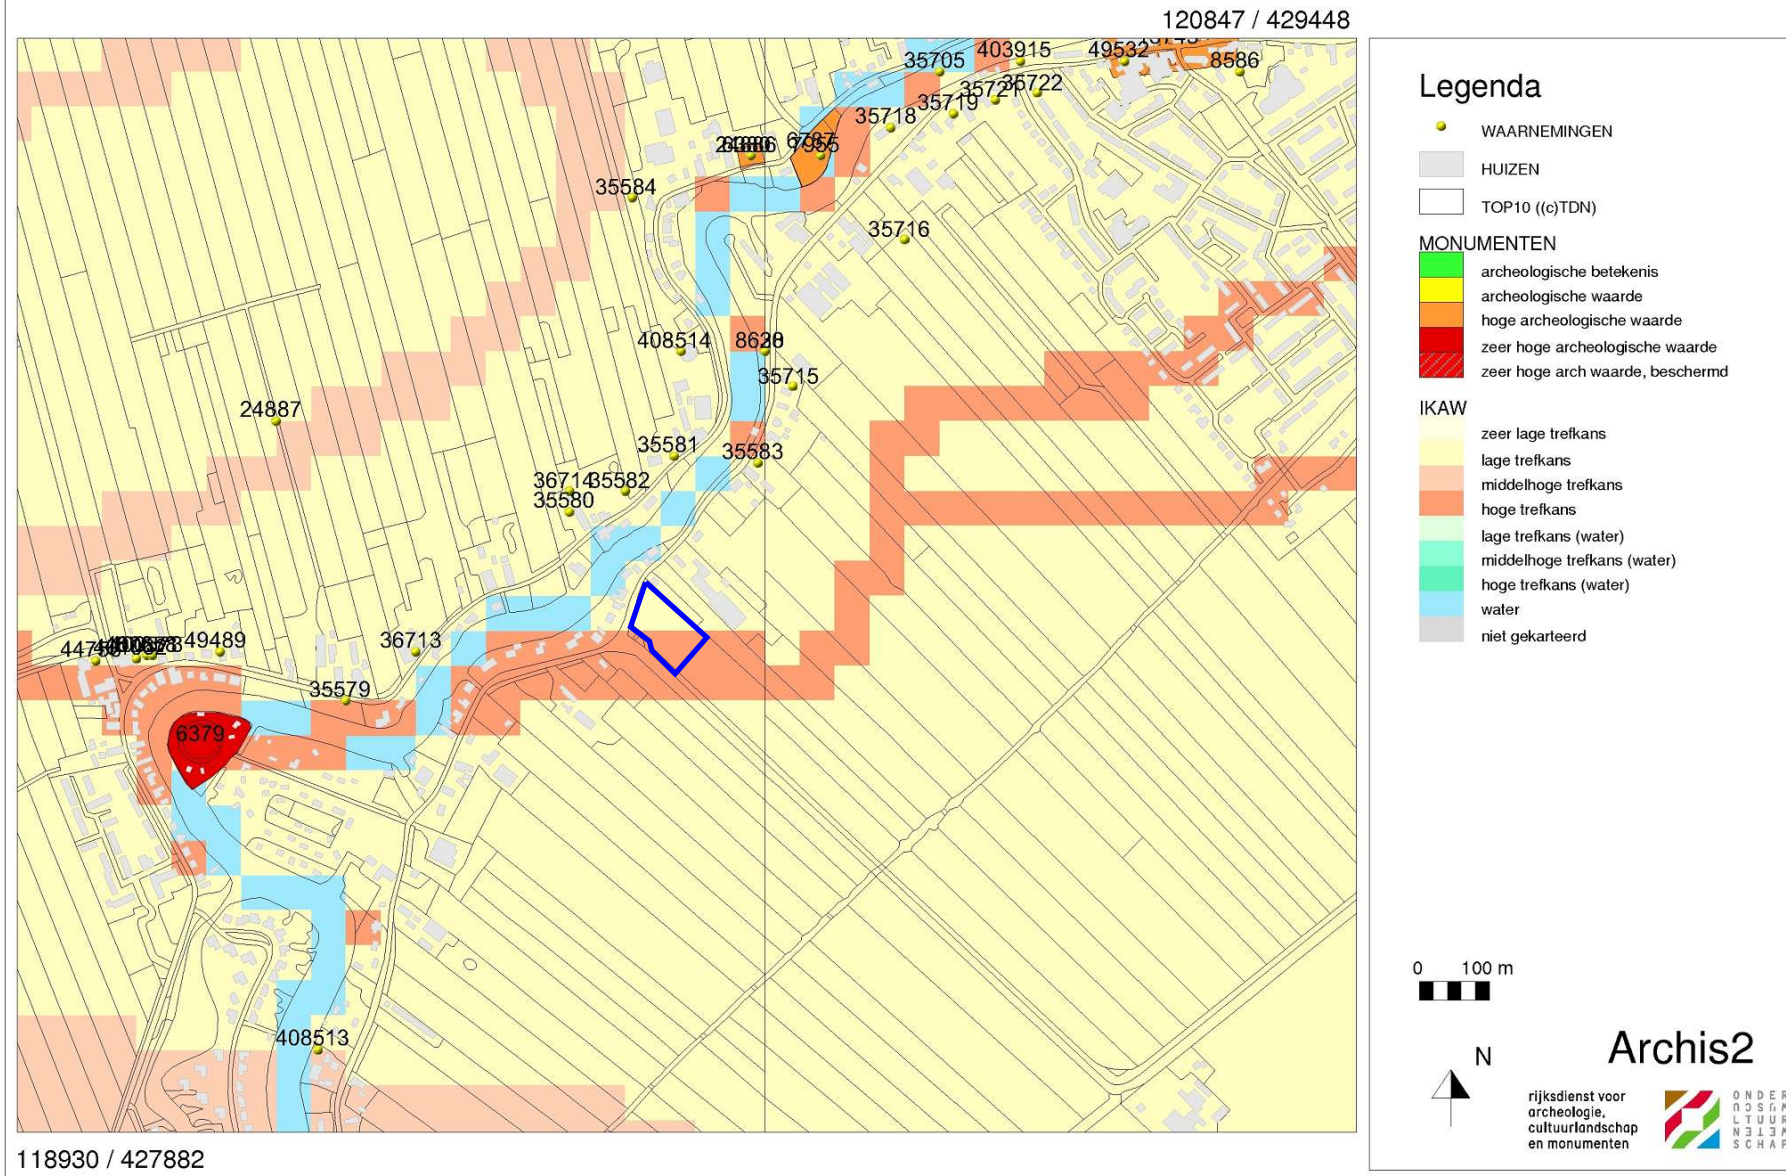 120847 / 429448
403915
49532
35705
8586
35721
35722
35719
35718
35584
35716
408514
35715
24887
35581
35583
36714
35582
35580
49489
36713
35579
6379
408513
118930 / 427882
Legenda
WAARNEMINGEN
HUIZEN
TOP10 ((c)TDN)
MONUMENTEN
archeologische betekenis
archeologische waarde
hoge archeologische waarde
zeer hoge archeologische waarde
zeer hoge arch waarde, beschermd
IKAW
zeer lage trefkans
lage trefkans
middelhoge trefkans
hoge trefkans
lage trefkans (water)
middelhoge trefkans (water)
hoge trefkans (water)
water
niet gekarteerd
0 100 m
N
Archis2
rijksdienst voor
archeologie,
cultuurlandschap
en monumenten